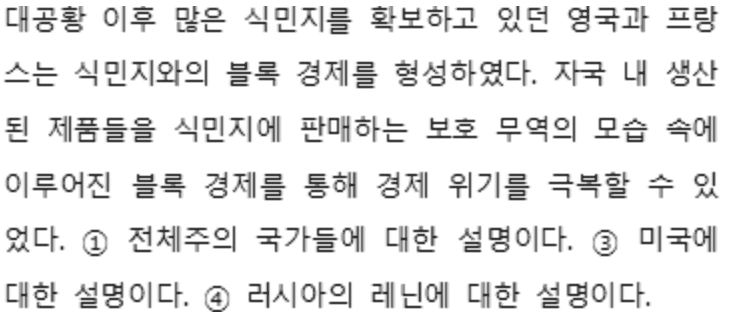 대공황 이후 많은 식민지를 확보하고 있던 영국과 프랑
스는 식민지와의 블록 경제를 형성하였다. 자국 내 생산
된 제품들을 식민지에 판매하는 보호 무역의 모습 속에
이루어진 블록 경제를 통해 경제 위기를 극복할 수 있
었다. ① 전체주의 국가들에 대한 설명이다. ③ 미국에
대한 설명이다. ④ 러시아의 레닌에 대한 설명이다.